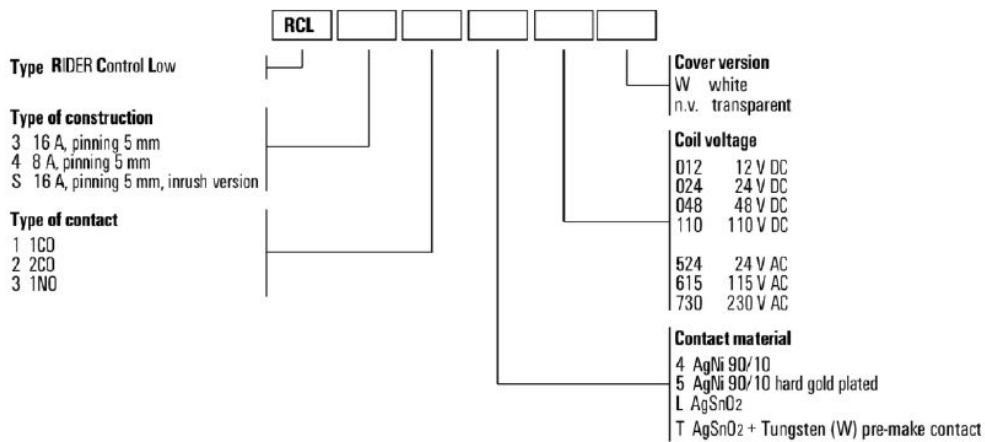 RCL
Type RIDER Control Low
Type of construction
3 16 A, pinning 5 mm
4 8 A, pinning 5 mm
S 16 A, pinning 5 mm, inrush version
Type of contact
1 1CO
2 2CO
3 1NO
Cover version
W white
n.v. transparent
Coil voltage
012 12 V DC
024 24 V DC
048 48 V DC
110 110 V DC
524 24 V AC
615 115 V AC
730 230 V AC
Contact material
4 AgNi 90/10
5 AgNi 90/10 hard gold plated
L AgSnO2
T AgSnO2 + Tungsten (W) pre-make contact